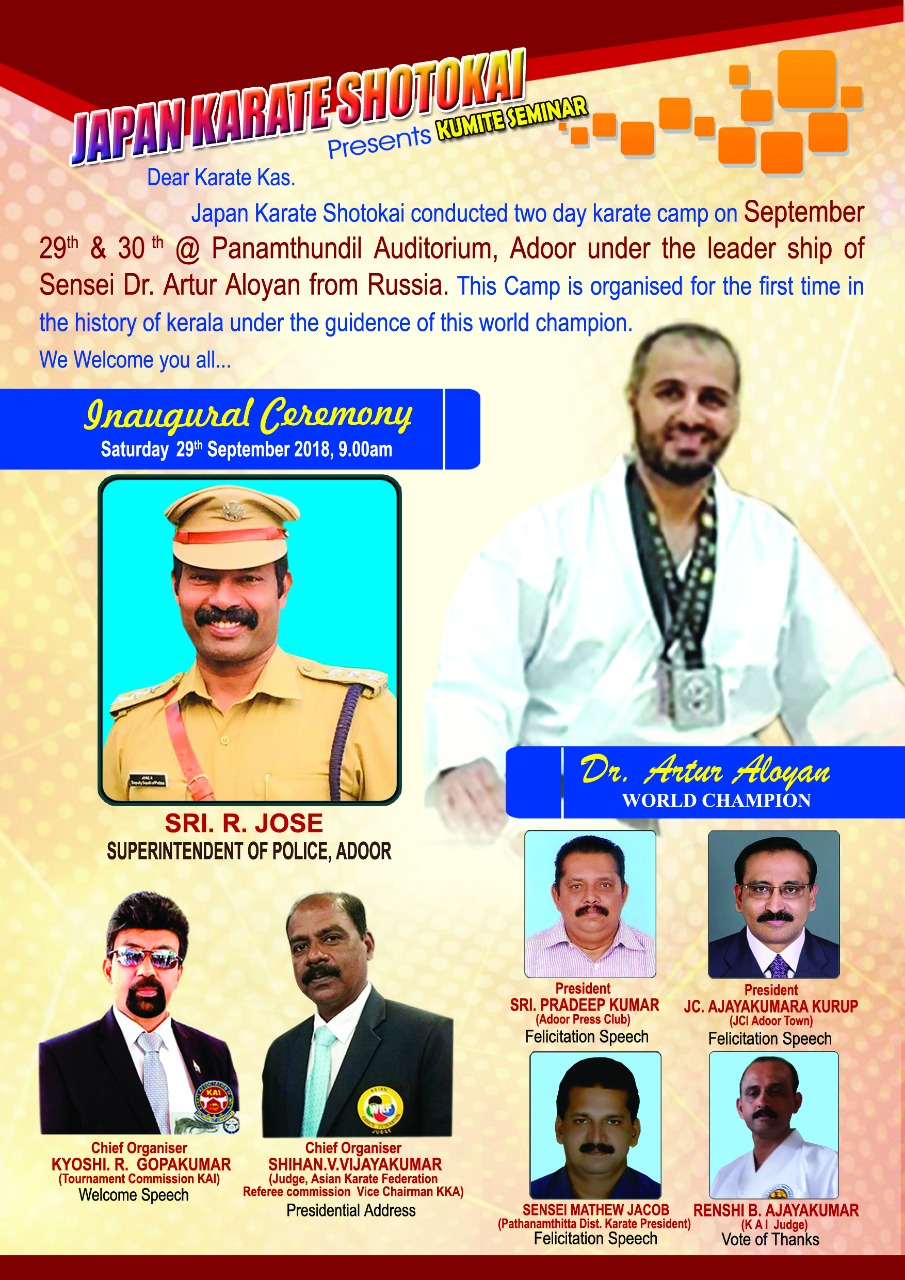 JAPAN KARATE SHOTOKAI
Presents KUMITE SEMINAR
Dear Karate Kas.
Japan Karate Shotokai conducted two day karate camp on September
29th & 30 th @ Panamthundil Auditorium, Adoor under the leader ship of
Sensei Dr. Artur Aloyan from Russia. This Camp is organised for the first time in
the history of kerala under the guidence of this world champion.
We Welcome you all...
Inaugural Ceremony
Saturday 29th September 2018, 9.00am
SRI. R. JOSE
SUPERINTENDENT OF POLICE, ADOOR
Dr. Artur Aloyan
WORLD CHAMPION
President
SRI. PRADEEP KUMAR
(Adoor Press Club)
Felicitation Speech
President
JC. AJAYAKUMARA KURUP
(JCI Adoor Town)
Felicitation Speech
KAI
ASIAN
WKF
JUDGE
Chief Organiser
KYOSHI. R. GOPAKUMAR
(Tournament Commission KAI)
Welcome Speech
Chief Organiser
SHIHAN.V.VIJAYAKUMAR
(Judge, Asian Karate Federation
Referee commission Vice Chairman KKA)
Presidential Address
SENSEI MATHEW JACOB
(Pathanamthitta Dist. Karate President)
Felicitation Speech
RENSHI B. AJAYAKUMAR
(K A I Judge)
Vote of Thanks